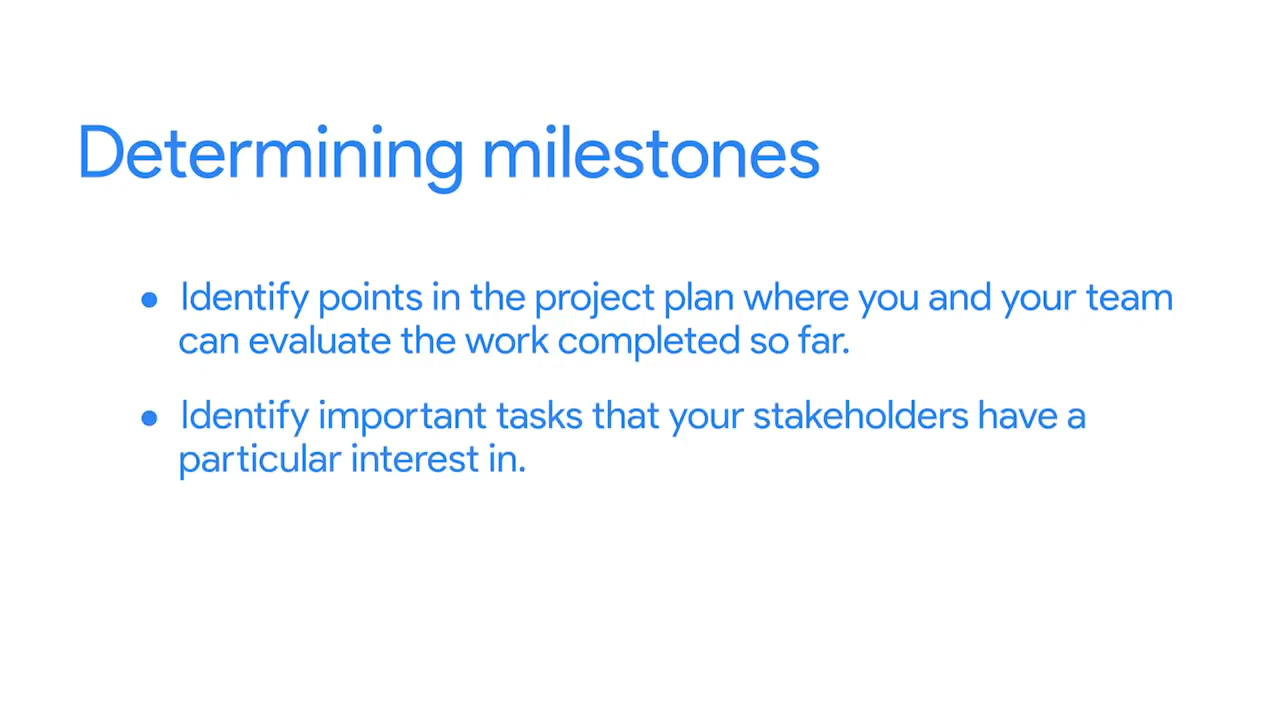 Determining milestones
● Identify points in the project plan where you and your team
can evaluate the work completed so far.
● Identify important tasks that your stakeholders have a
particular interest in.